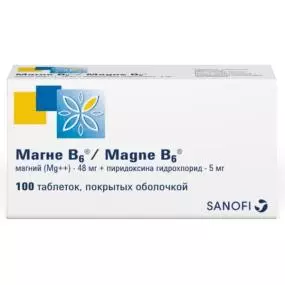 Магне B₆® / Magne B₆®
магний (Mg++) - 48 мг + пиридоксина гидрохлорид - 5 мг
100 таблеток, покрытых оболочкой
SANOFI